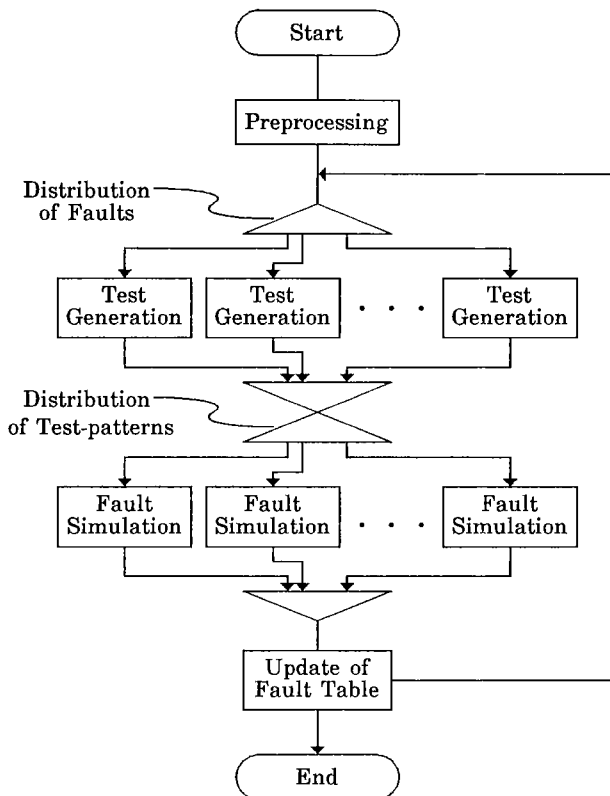 Start
Preprocessing
Distribution
of Faults
Test
Generation
Test
Generation
. . .
Test
Generation
Distribution
of Test-patterns
Fault
Simulation
Fault
Simulation
. . .
Fault
Simulation
Update of
Fault Table
End